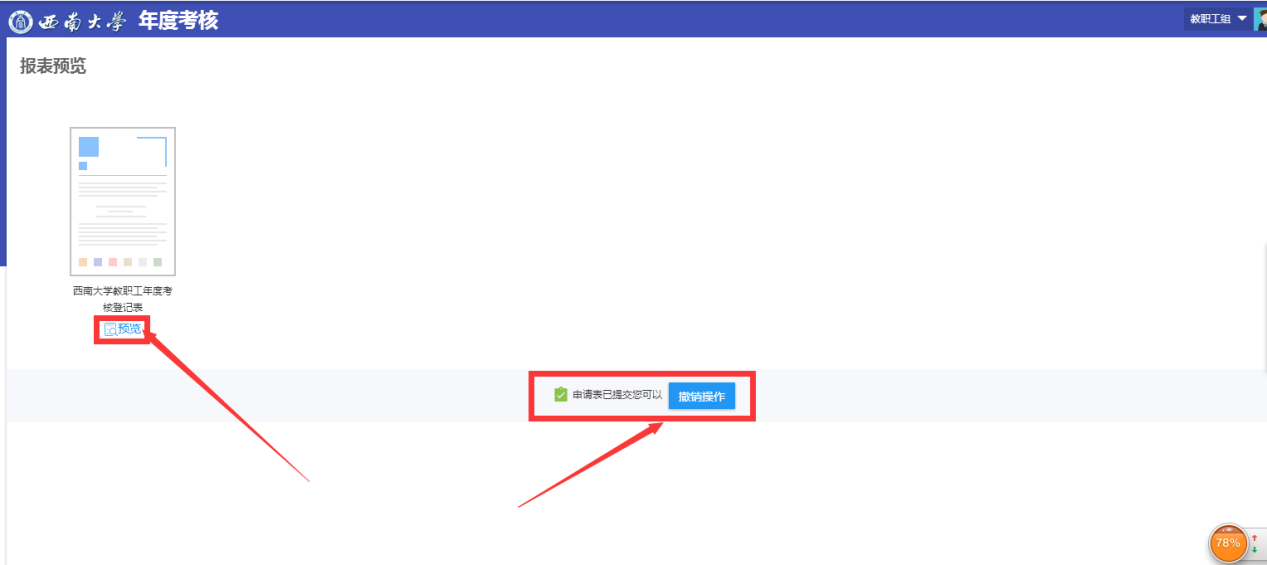 西南大学 年度考核
教职工组
报表预览
西南大学教职工年度考
核登记表
预览
申请表已提交您可以 撤销操作
78%